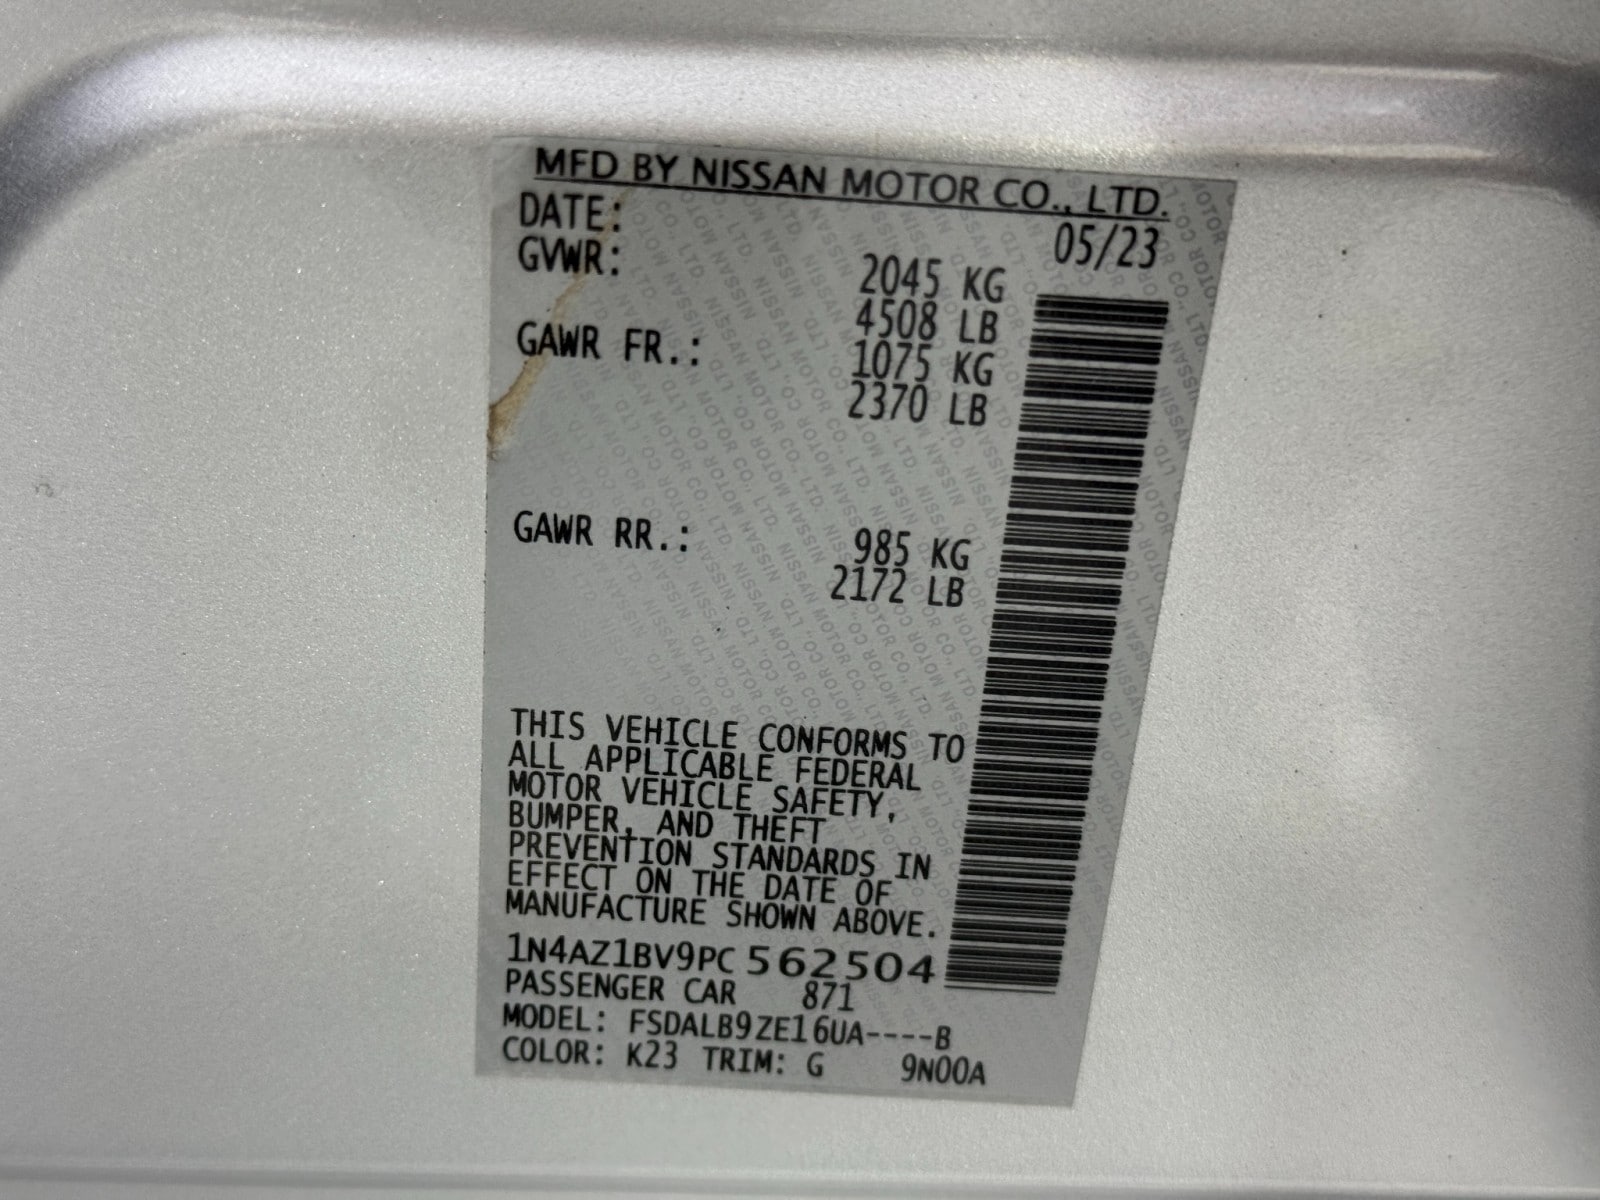 MFD BY NISSAN MOTOR CO., LTD.
DATE: 05/23
GVWR: 2045 KG
4508 LB
GAWR FR.: 1075 KG
2370 LB
GAWR RR.: 985 KG
2172 LB
THIS VEHICLE CONFORMS TO
ALL APPLICABLE FEDERAL
MOTOR VEHICLE SAFETY,
BUMPER, AND THEFT
PREVENTION STANDARDS IN
EFFECT ON THE DATE OF
MANUFACTURE SHOWN ABOVE.
1N4AZ1BV9PC562504
PASSENGER CAR 871
MODEL: FSDALB9ZE16UA----B
COLOR: K23 TRIM: G 9N00A